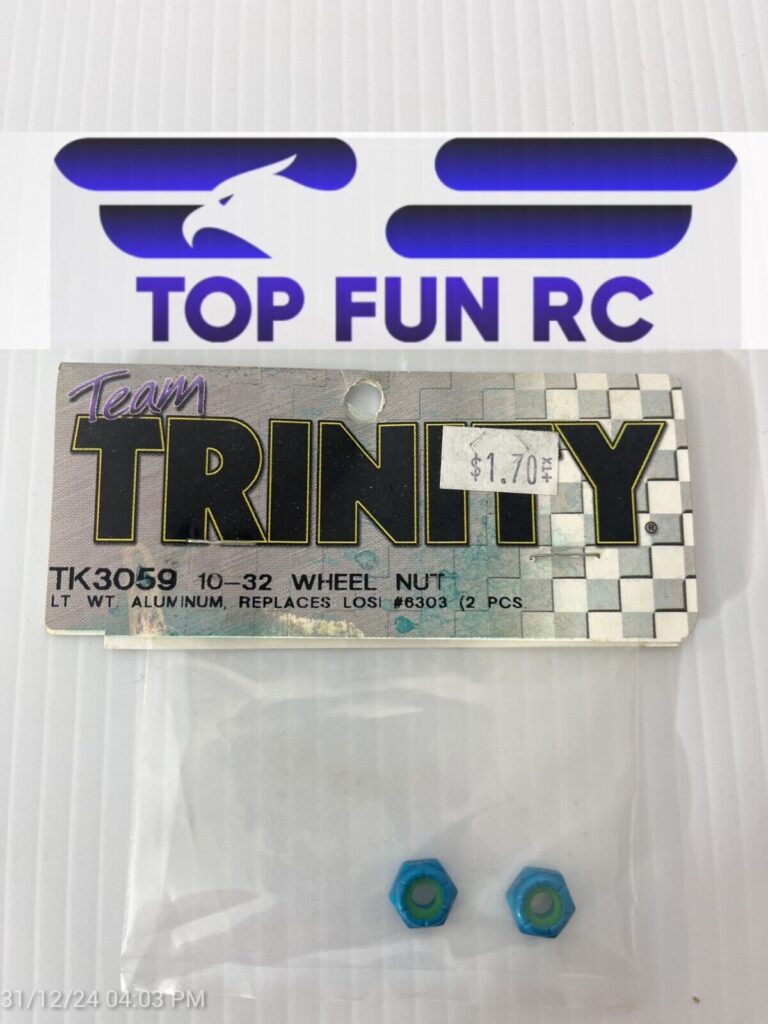 TOP FUN RC
Team
TRINITY®
$1.70 +TX
TK3059 10-32 WHEEL NUT
LT WT. ALUMINUM, REPLACES LOSI #6303 (2 PCS.
31/12/24 04:03 PM